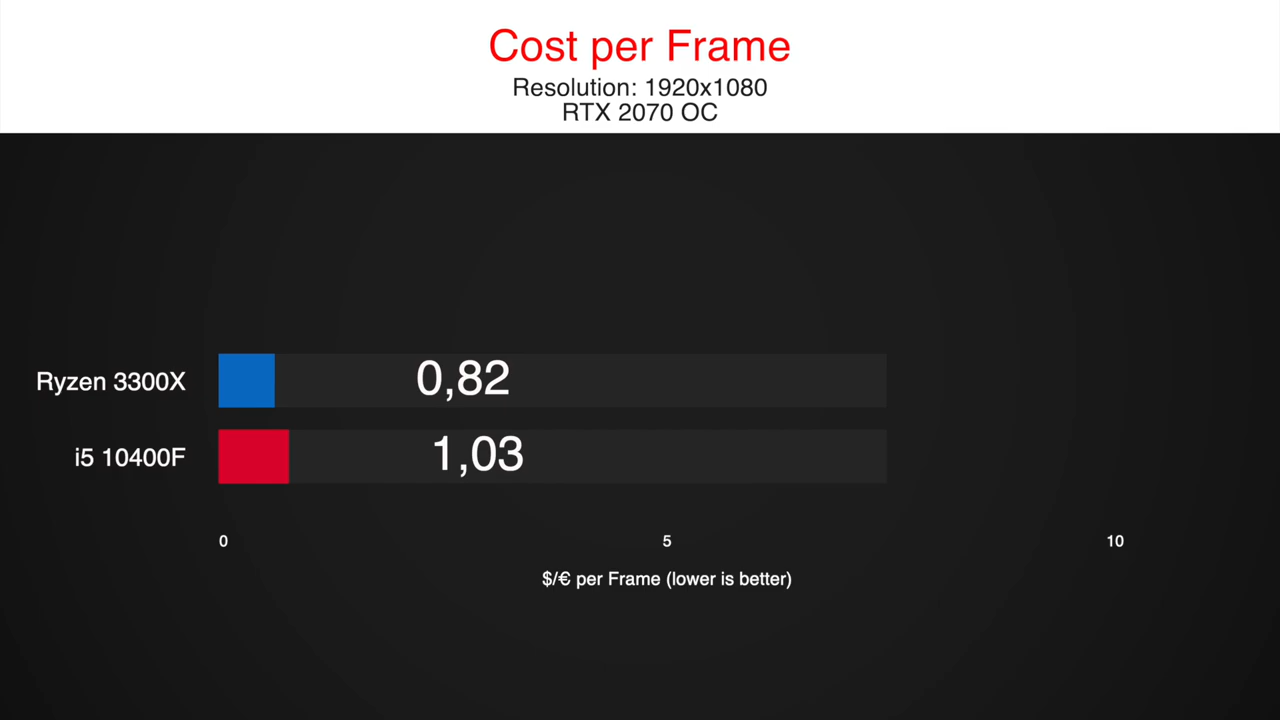 Cost per Frame
Resolution: 1920x1080
RTX 2070 OC
Ryzen 3300X 0,82
i5 10400F 1,03
0 5 10
$/€ per Frame (lower is better)